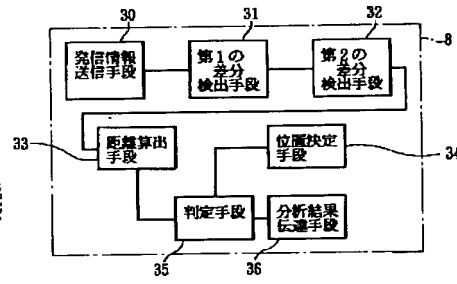 30
31
32
8
発信情報
送信手段
第1の
差分
検出手段
第2の
差分
検出手段
33
距離算出
手段
位置決定
手段
34
判定手段
分析結果
伝達手段
35
36